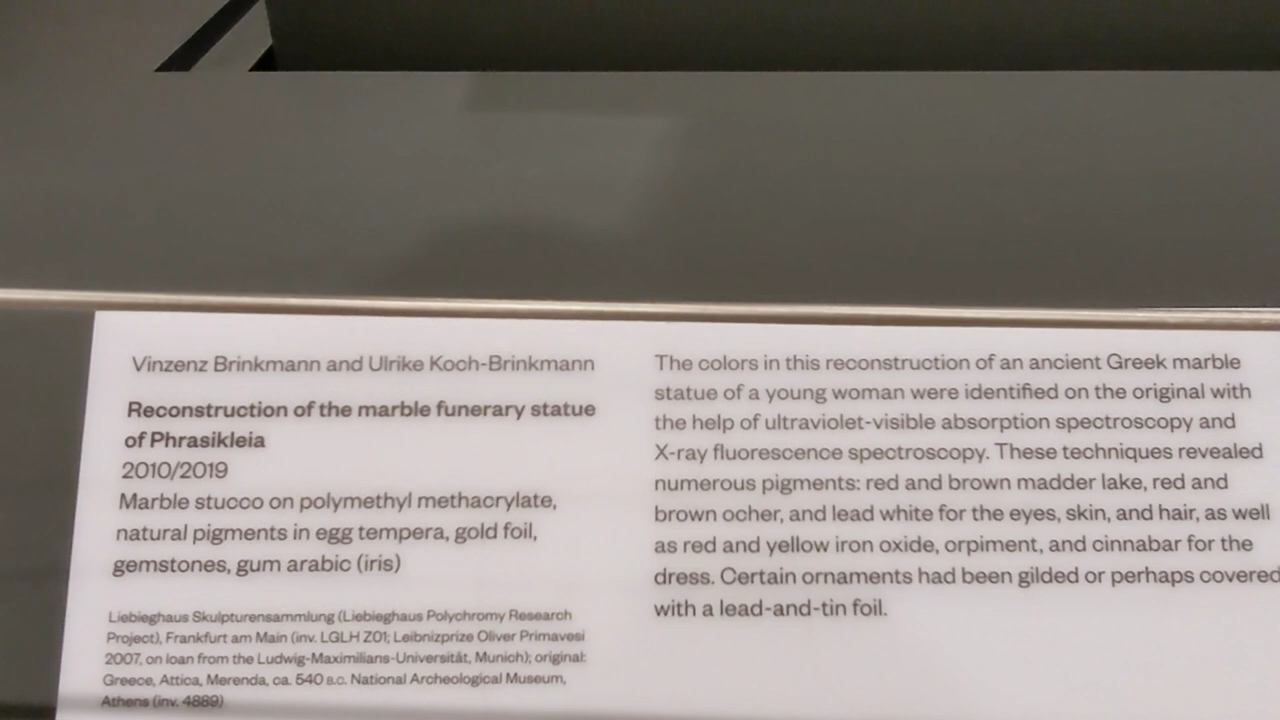 Vinzenz Brinkmann and Ulrike Koch-Brinkmann
Reconstruction of the marble funerary statue
of Phrasikleia
2010/2019
Marble stucco on polymethyl methacrylate,
natural pigments in egg tempera, gold foil,
gemstones, gum arabic (iris)
Liebieghaus Skulpturensammlung (Liebieghaus Polychromy Research
Project), Frankfurt am Main (inv. LGLH Z01; Leibnizprize Oliver Primavesi
2007, on loan from the Ludwig-Maximilians-Universität, Munich); original:
Greece, Attica, Merenda, ca. 540 B.C. National Archeological Museum,
Athens (inv. 4889)
The colors in this reconstruction of an ancient Greek marble
statue of a young woman were identified on the original with
the help of ultraviolet-visible absorption spectroscopy and
X-ray fluorescence spectroscopy. These techniques revealed
numerous pigments: red and brown madder lake, red and
brown ocher, and lead white for the eyes, skin, and hair, as well
as red and yellow iron oxide, orpiment, and cinnabar for the
dress. Certain ornaments had been gilded or perhaps covered
with a lead-and-tin foil.